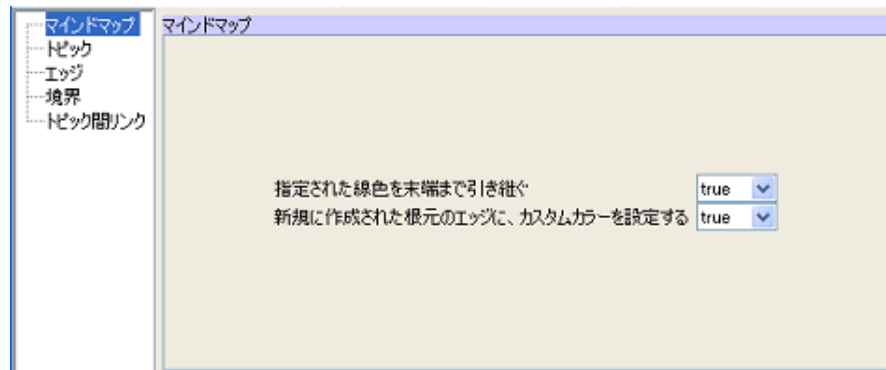 マインドマップ
トピック
エッジ
境界
トピック間リンク
マインドマップ
指定された線色を末端まで引き継ぐ true
新規に作成された根元のエッジに、カスタムカラーを設定する true